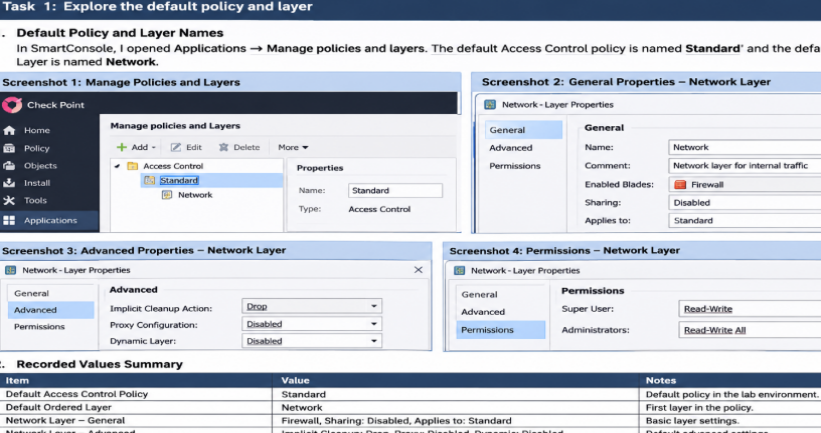 Task 1: Explore the default policy and layer
. Default Policy and Layer Names
In SmartConsole, I opened Applications → Manage policies and layers. The default Access Control policy is named Standard' and the defa
Layer is named Network.
Screenshot 1: Manage Policies and Layers
Check Point
Home
Policy
Objects
Install
Tools
Applications
Manage policies and Layers
Add
Edit
Delete
More
Access Control
Standard
Network
Properties
Name: Standard
Type: Access Control
Screenshot 2: General Properties – Network Layer
Network - Layer Properties
General
Advanced
Permissions
General
Name: Network
Comment: Network layer for internal traffic
Enabled Blades: Firewall
Sharing: Disabled
Applies to: Standard
Screenshot 3: Advanced Properties – Network Layer
Network - Layer Properties
General
Advanced
Permissions
Advanced
Implicit Cleanup Action: Drop
Proxy Configuration: Disabled
Dynamic Layer: Disabled
Screenshot 4: Permissions – Network Layer
Network - Layer Properties
General
Advanced
Permissions
Permissions
Super User: Read-Write
Administrators: Read-Write All
. Recorded Values Summary
Item Value Notes
Default Access Control Policy Standard Default policy in the lab environment.
Default Ordered Layer Network First layer in the policy.
Network Layer – General Firewall, Sharing: Disabled, Applies to: Standard Basic layer settings.